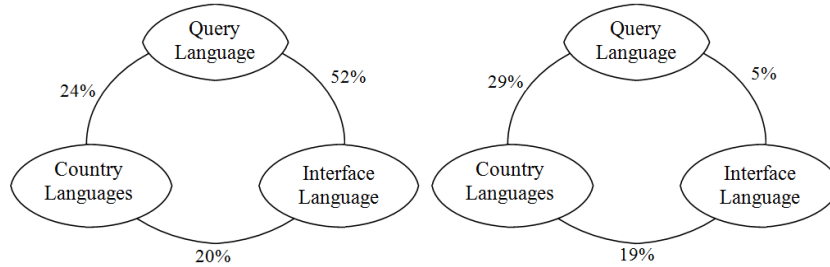 Query
Language
24%
52%
Country
Languages
Interface
Language
20%
Query
Language
29%
5%
Country
Languages
Interface
Language
19%